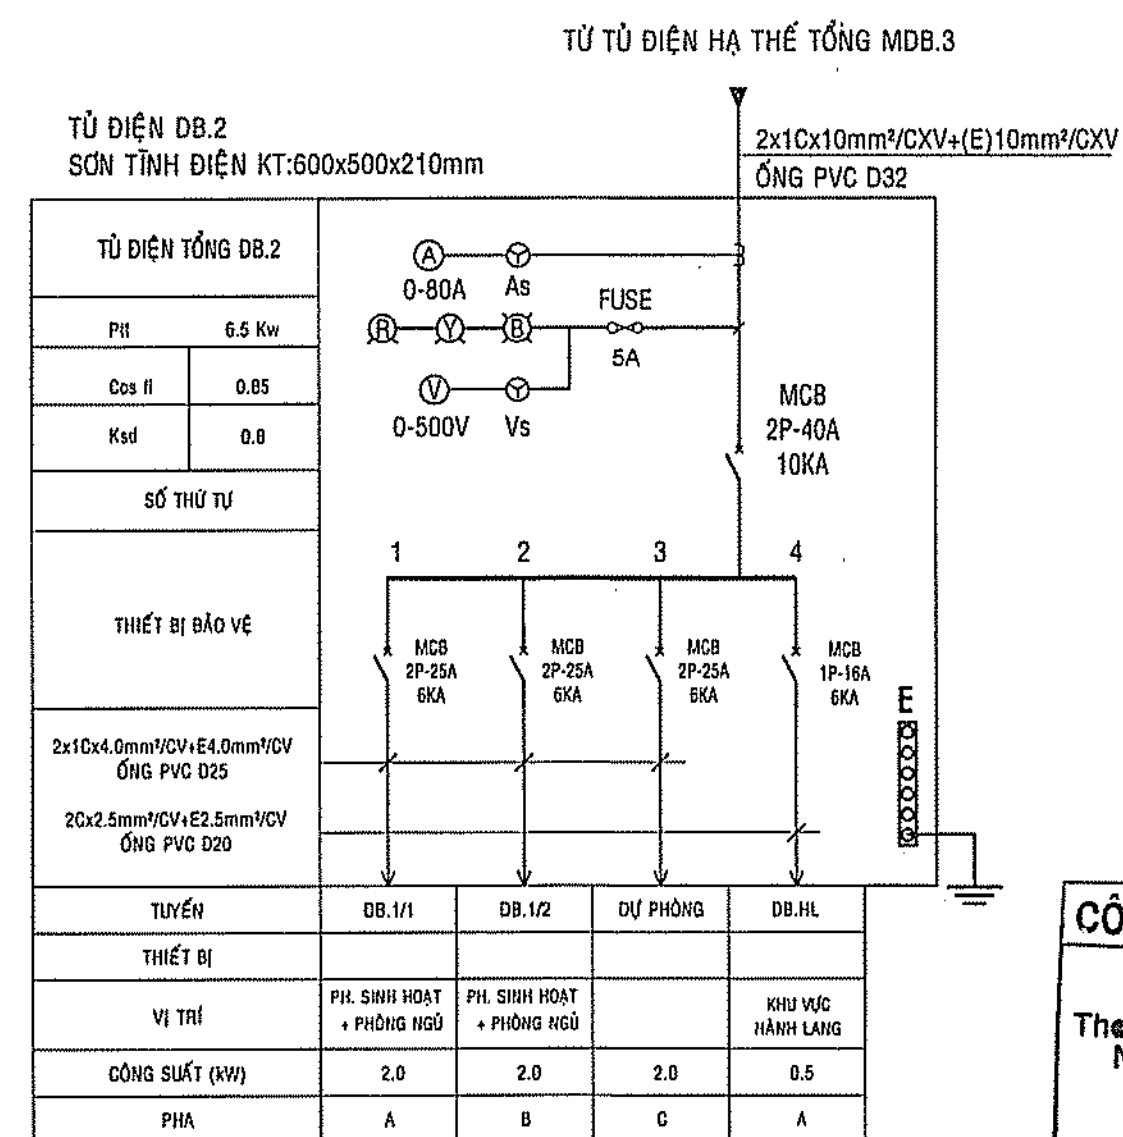 TỪ TỦ ĐIỆN HẠ THẾ TỔNG MDB.3
TỦ ĐIỆN DB.2
SƠN TĨNH ĐIỆN KT:600x500x210mm
2x1Cx10mm²/CXV+(E)10mm²/CXV
ỐNG PVC D32
TỦ ĐIỆN TỔNG DB.2
Ptt 6.5 Kw
Cos fi 0.85
Ksd 0.8
SỐ THỨ TỰ
THIẾT BỊ BẢO VỆ
2x1Cx4.0mm²/CV+E4.0mm²/CV
ỐNG PVC D25
2Cx2.5mm²/CV+E2.5mm²/CV
ỐNG PVC D20
A
0-80A As
FUSE
R Y B
5A
V
0-500V Vs
MCB
2P-40A
10KA
1 2 3 4
MCB
2P-25A
6KA
MCB
2P-25A
6KA
MCB
2P-25A
6KA
MCB
1P-16A
6KA
E
TUYẾN DB.1/1 DB.1/2 DỰ PHÒNG DB.HL
THIẾT BỊ
VỊ TRÍ
PH. SINH HOẠT
+ PHÒNG NGỦ
PH. SINH HOẠT
+ PHÒNG NGỦ
KHU VỰC
HÀNH LANG
CÔNG SUẤT (kW) 2.0 2.0 2.0 0.5
PHA A B C A
CÔ
The